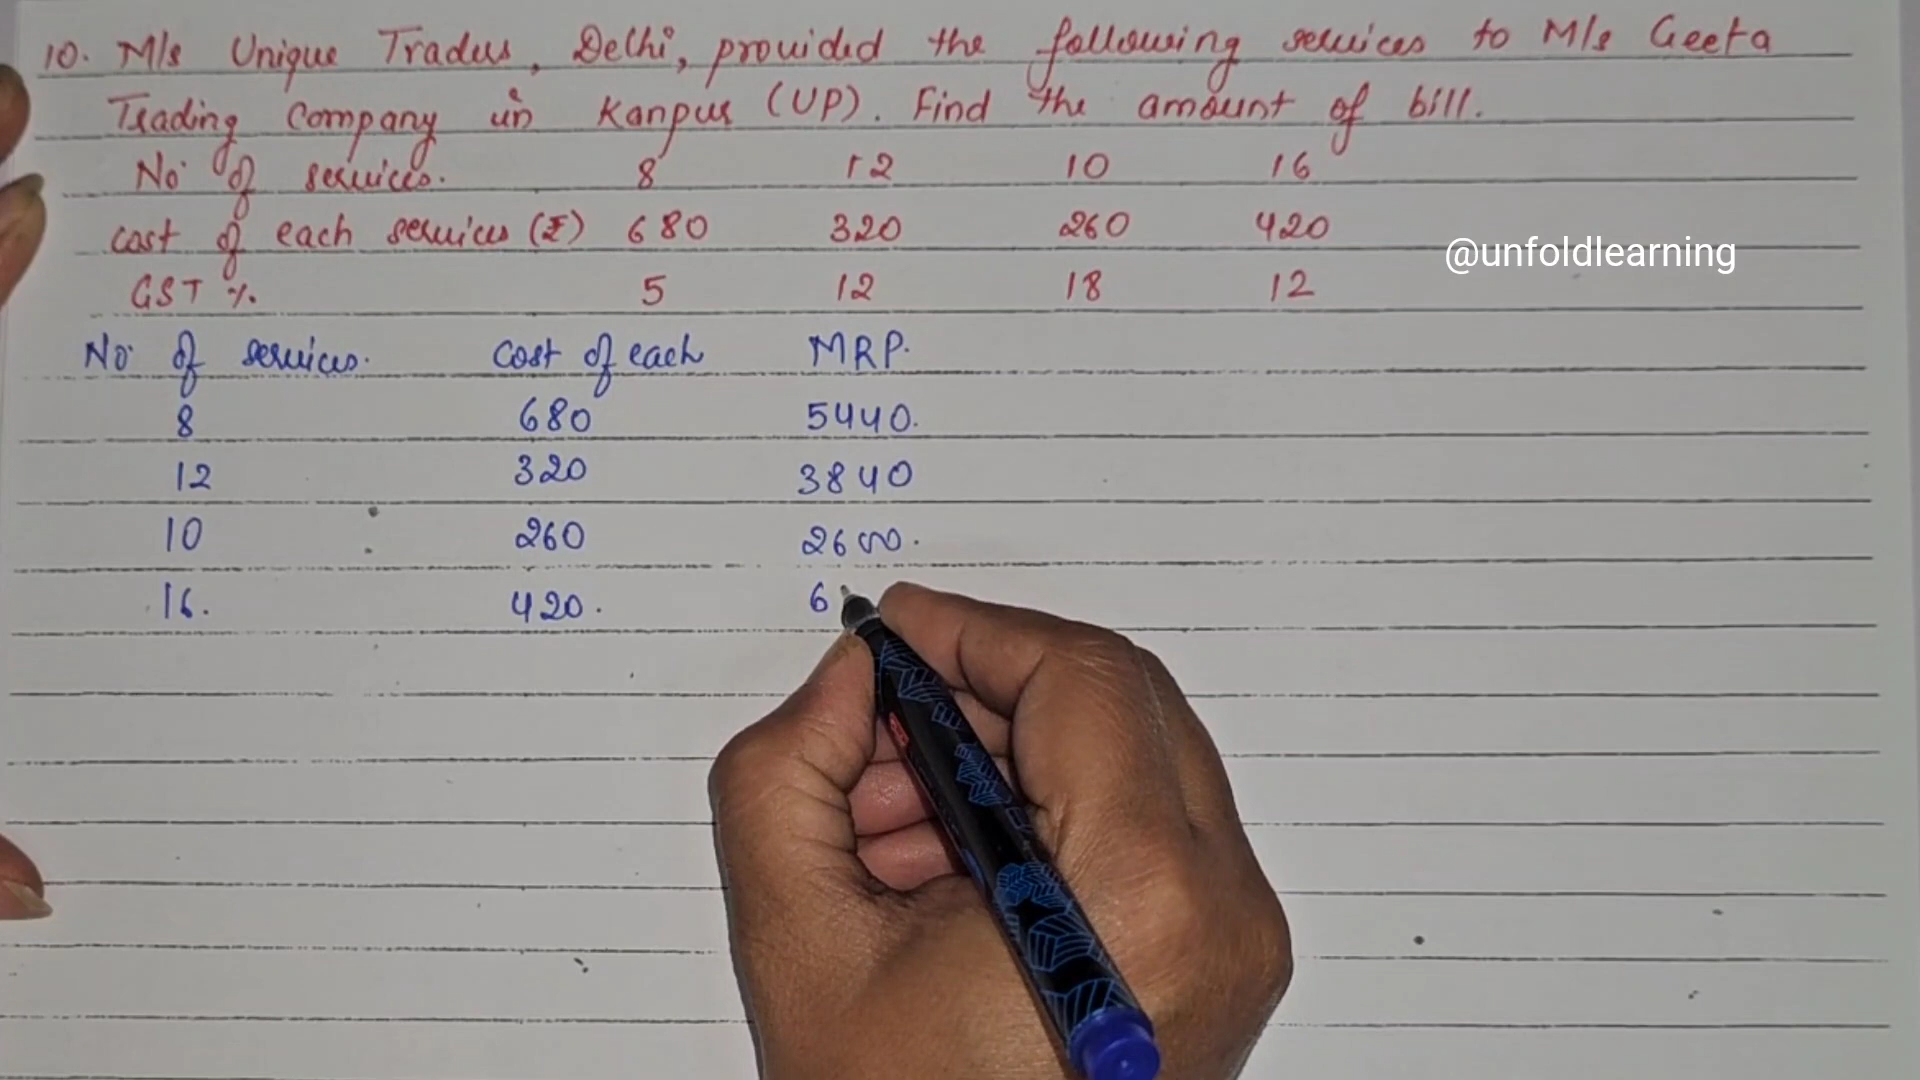 10. M/s Unique Traders, Delhi, provided the following services to M/s Geeta
Trading Company in Kanpur (UP). Find the amount of bill.
No of services. 8 12 10 16
cost of each services (₹) 680 320 260 420
GST %. 5 12 18 12
@unfoldlearning
No of services. Cost of each MRP.
8 680 5440.
12 320 3840
10 260 2600.
16. 420. 6